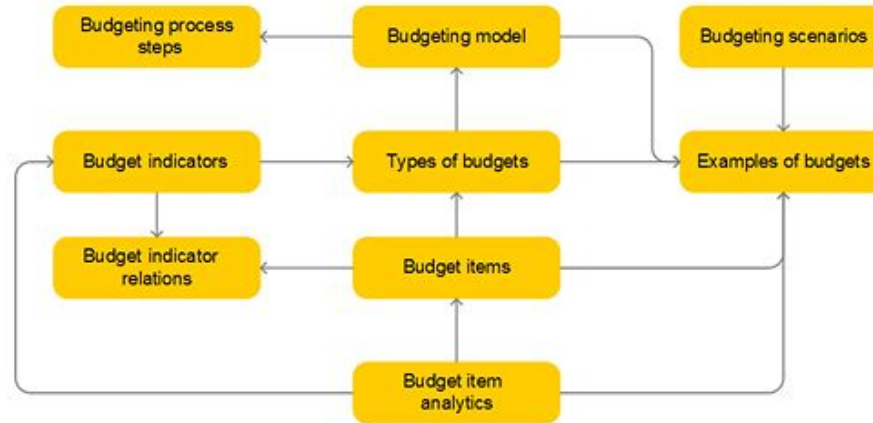 Budgeting process
steps
Budgeting model
Budgeting scenarios
Budget indicators
Types of budgets
Examples of budgets
Budget indicator
relations
Budget items
Budget item
analytics